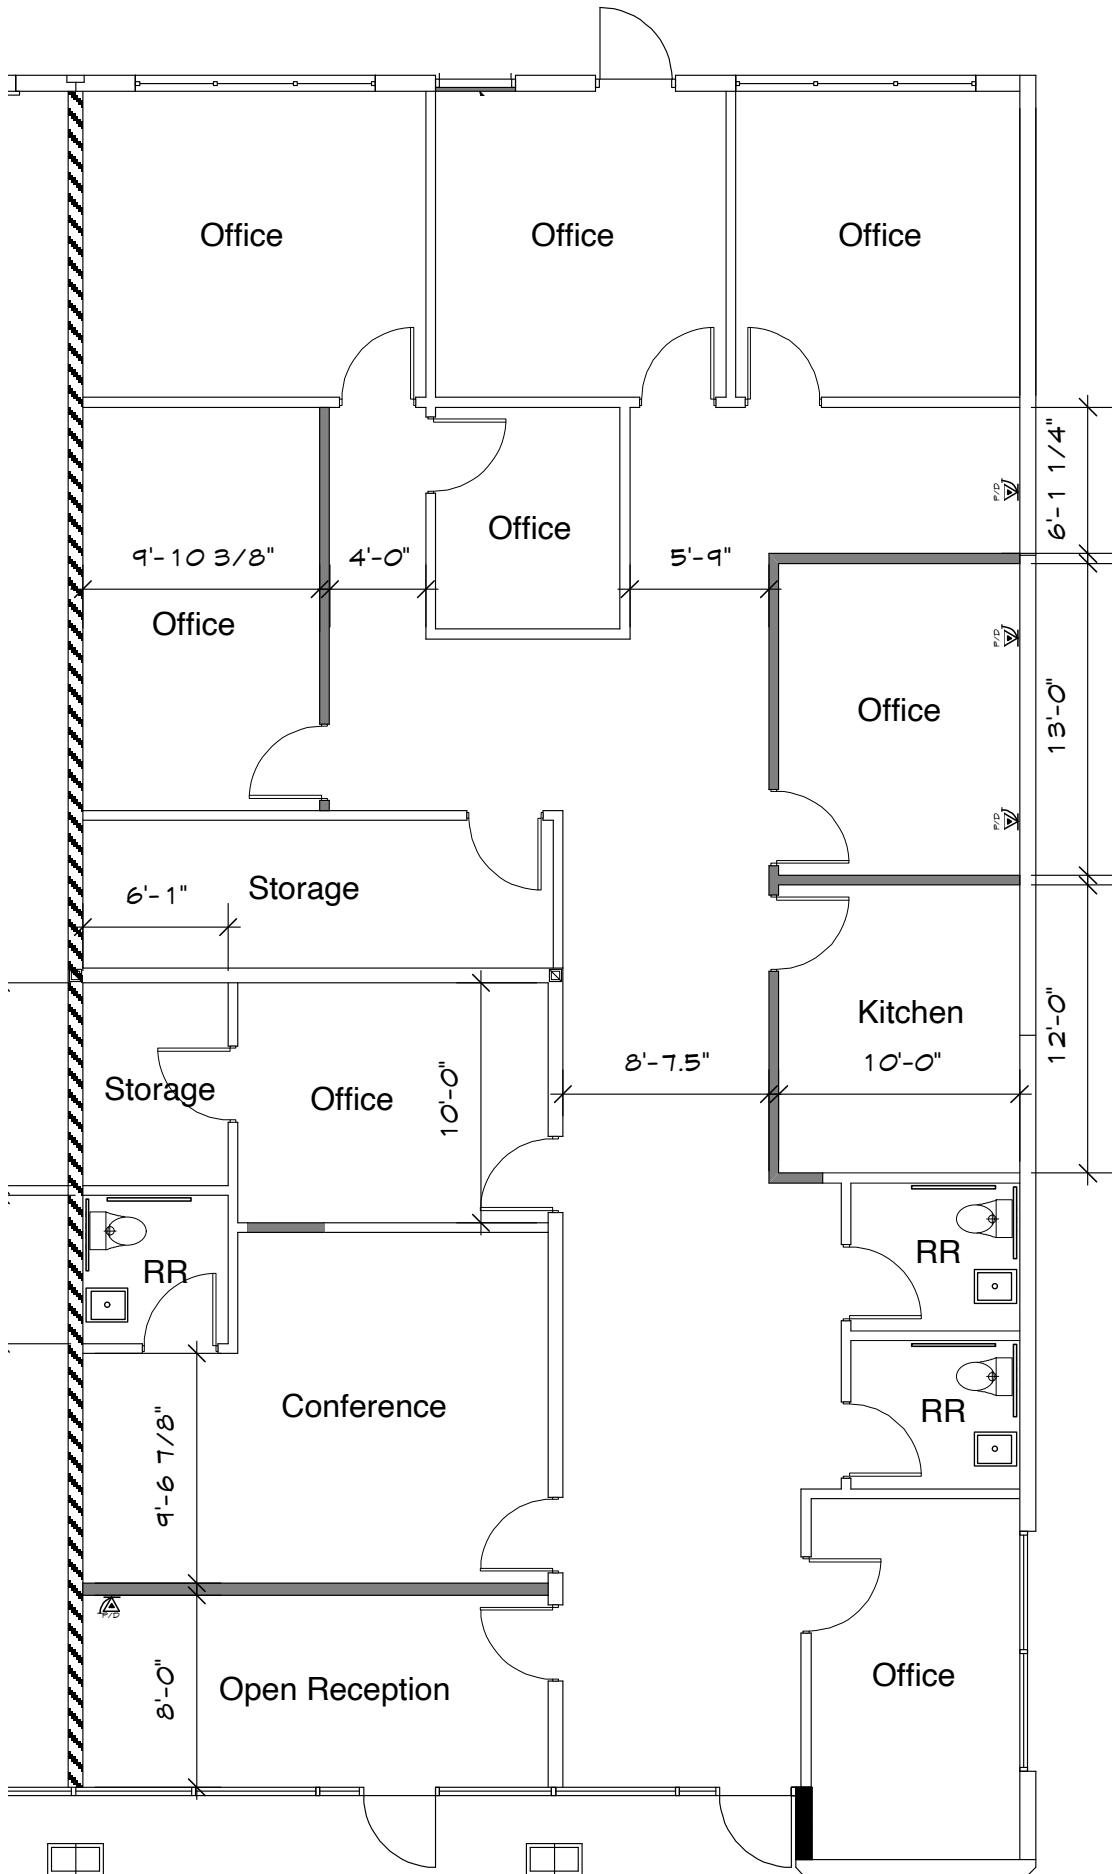 Office
Office
Office
6'-1 1/4"
P/D
Office
9'-10 3/8"
4'-0"
5'-9"
Office
P/D
Office
13'-0"
P/D
Storage
6'-1"
Kitchen
12'-0"
8'-7.5"
10'-0"
Storage
Office
10'-0"
RR
RR
Conference
RR
9'-6 7/8"
P/D
Office
Open Reception
8'-0"